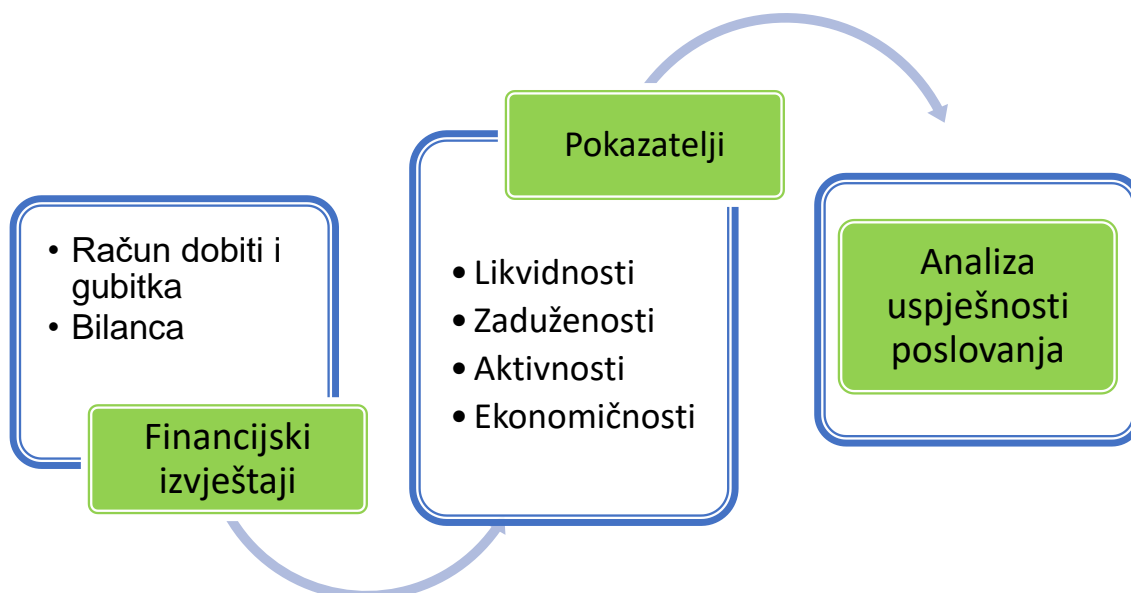 • Račun dobiti i
gubitka
• Bilanca
Financijski
izvještaji
Pokazatelji
• Likvidnosti
• Zaduženosti
• Aktivnosti
• Ekonomičnosti
Analiza
uspješnosti
poslovanja